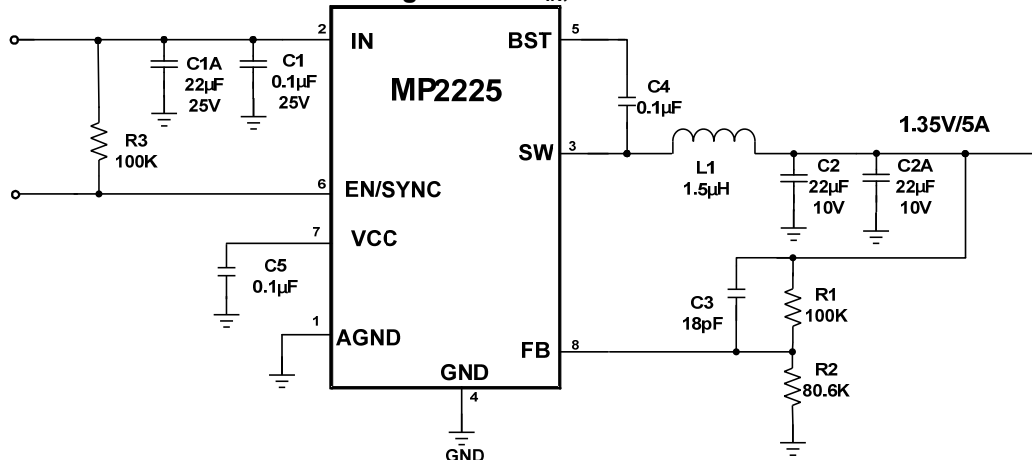 2
IN
C1A
22µF
25V
C1
0.1µF
25V
R3
100K
6
EN/SYNC
7
VCC
C5
0.1µF
1
AGND
MP2225
GND
4
GND
BST
5
C4
0.1µF
SW
3
L1
1.5µH
1.35V/5A
C2
22µF
10V
C2A
22µF
10V
C3
18pF
R1
100K
FB
8
R2
80.6K